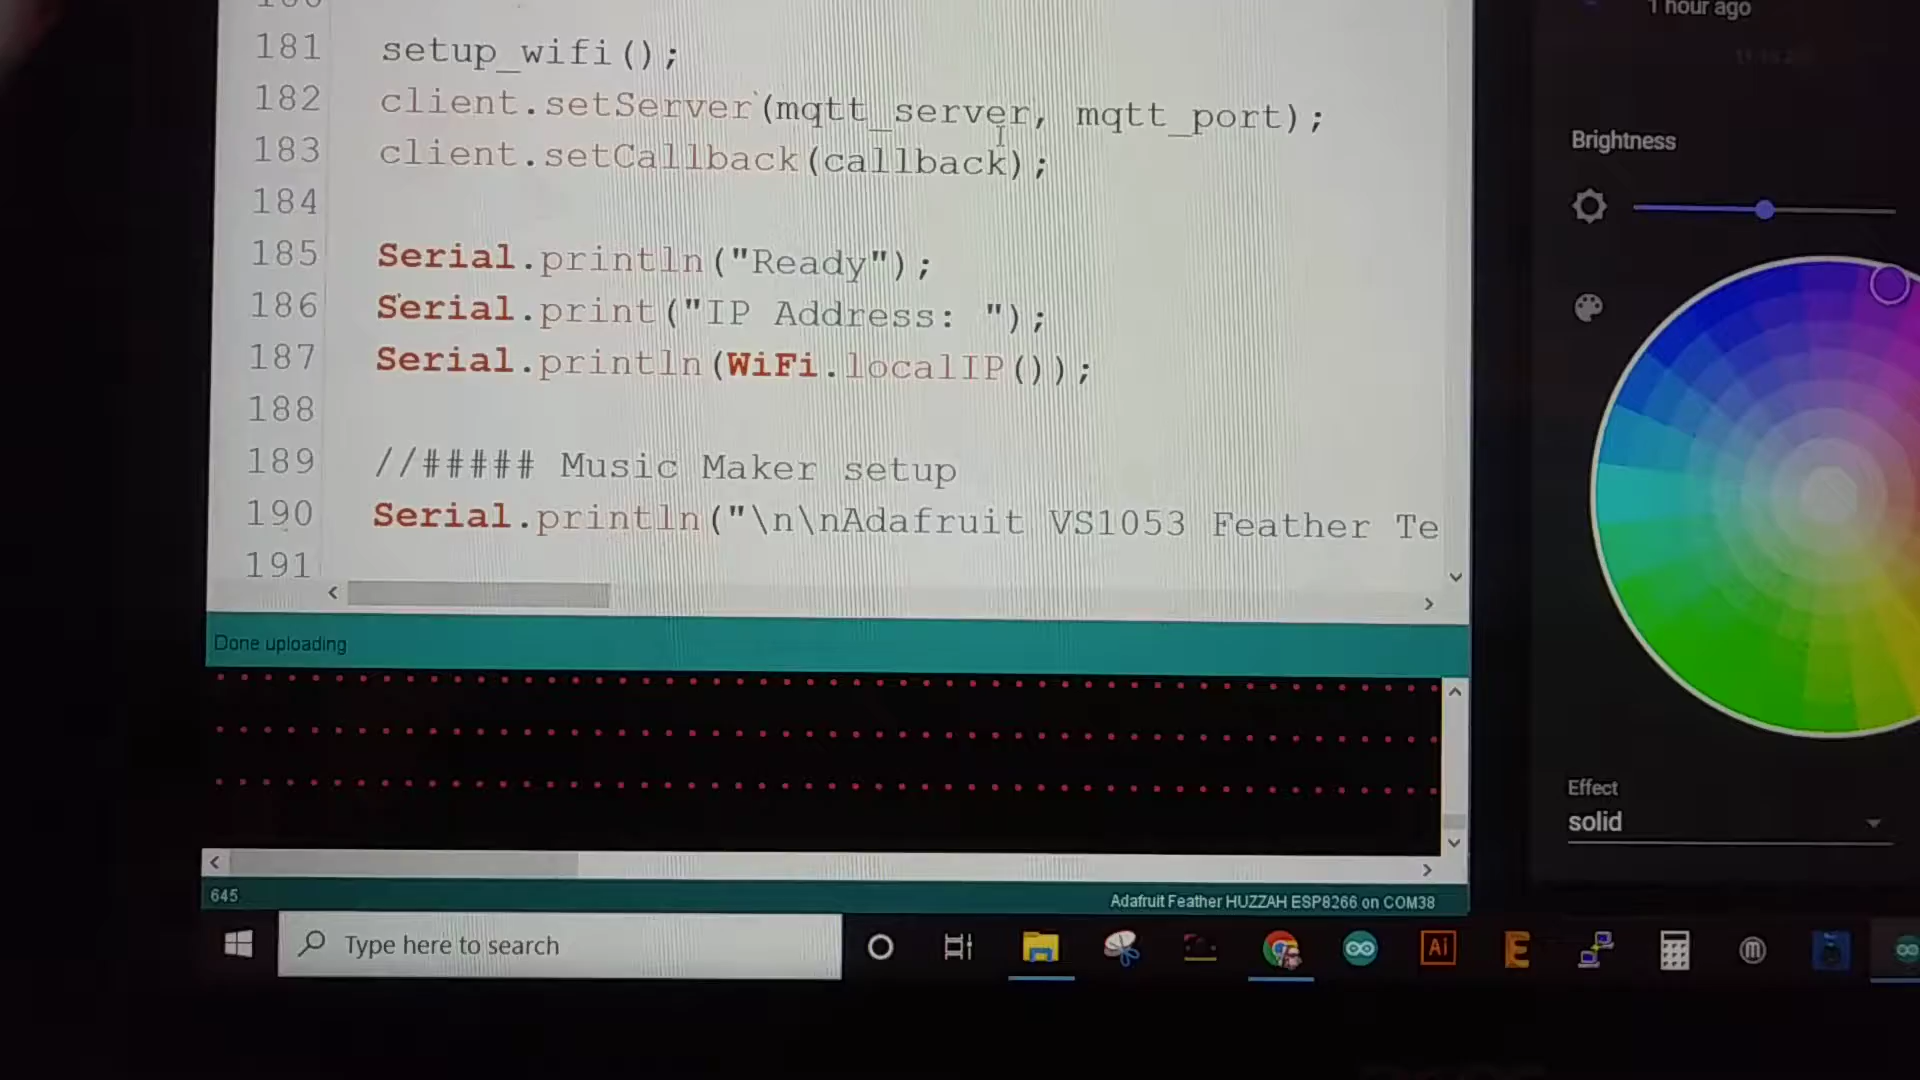 1 hour ago
181 setup_wifi();
182 client.setServer(mqtt_server, mqtt_port);
183 client.setCallback(callback);
184
185 Serial.println("Ready");
186 Serial.print("IP Address: ");
187 Serial.println(WiFi.localIP());
188
189 //##### Music Maker setup
190 Serial.println("\n\nAdafruit VS1053 Feather Te
191
Done uploading
645
Adafruit Feather HUZZAH ESP8266 on COM38
Type here to search
Ai
E
m
Brightness
Effect
solid